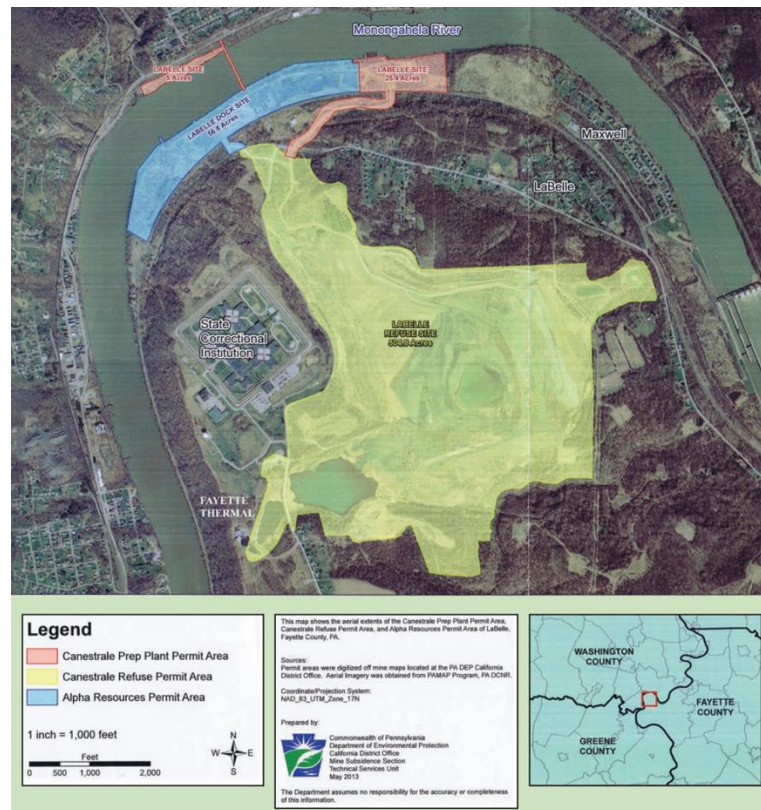 Monongahela River
LABELLE SITE
5 Acres
LABELLE SITE
25.4 Acres
LABELLE DOCK SITE
56.8 Acres
Maxwell
LaBelle
State
Correctional
Institution
LABELLE
REFUSE SITE
504.8 Acres
FAYETTE
THERMAL
Legend
Canestrale Prep Plant Permit Area
Canestrale Refuse Permit Area
Alpha Resources Permit Area
1 inch = 1,000 feet
Feet
0 500 1,000 2,000
N
W E
S
This map shows the aerial extents of the Canestrale Prep Plant Permit Area,
Canestrale Refuse Permit Area, and Alpha Resources Permit Area of LaBelle,
Fayette County, PA.
Sources:
Permit areas were digitized off mine maps located at the PA DEP California
District Office. Aerial Imagery was obtained from PAMAP Program, PA DCNR.
Coordinate/Projection System:
NAD_83_UTM_Zone_17N
Prepared by:
Commonwealth of Pennsylvania
Department of Environmental Protection
California District Office
Mine Subsidence Section
Technical Services Unit
May 2013
The Department assumes no responsibility for the accuracy or completeness
of this information.
WASHINGTON
COUNTY
FAYETTE
COUNTY
GREENE
COUNTY